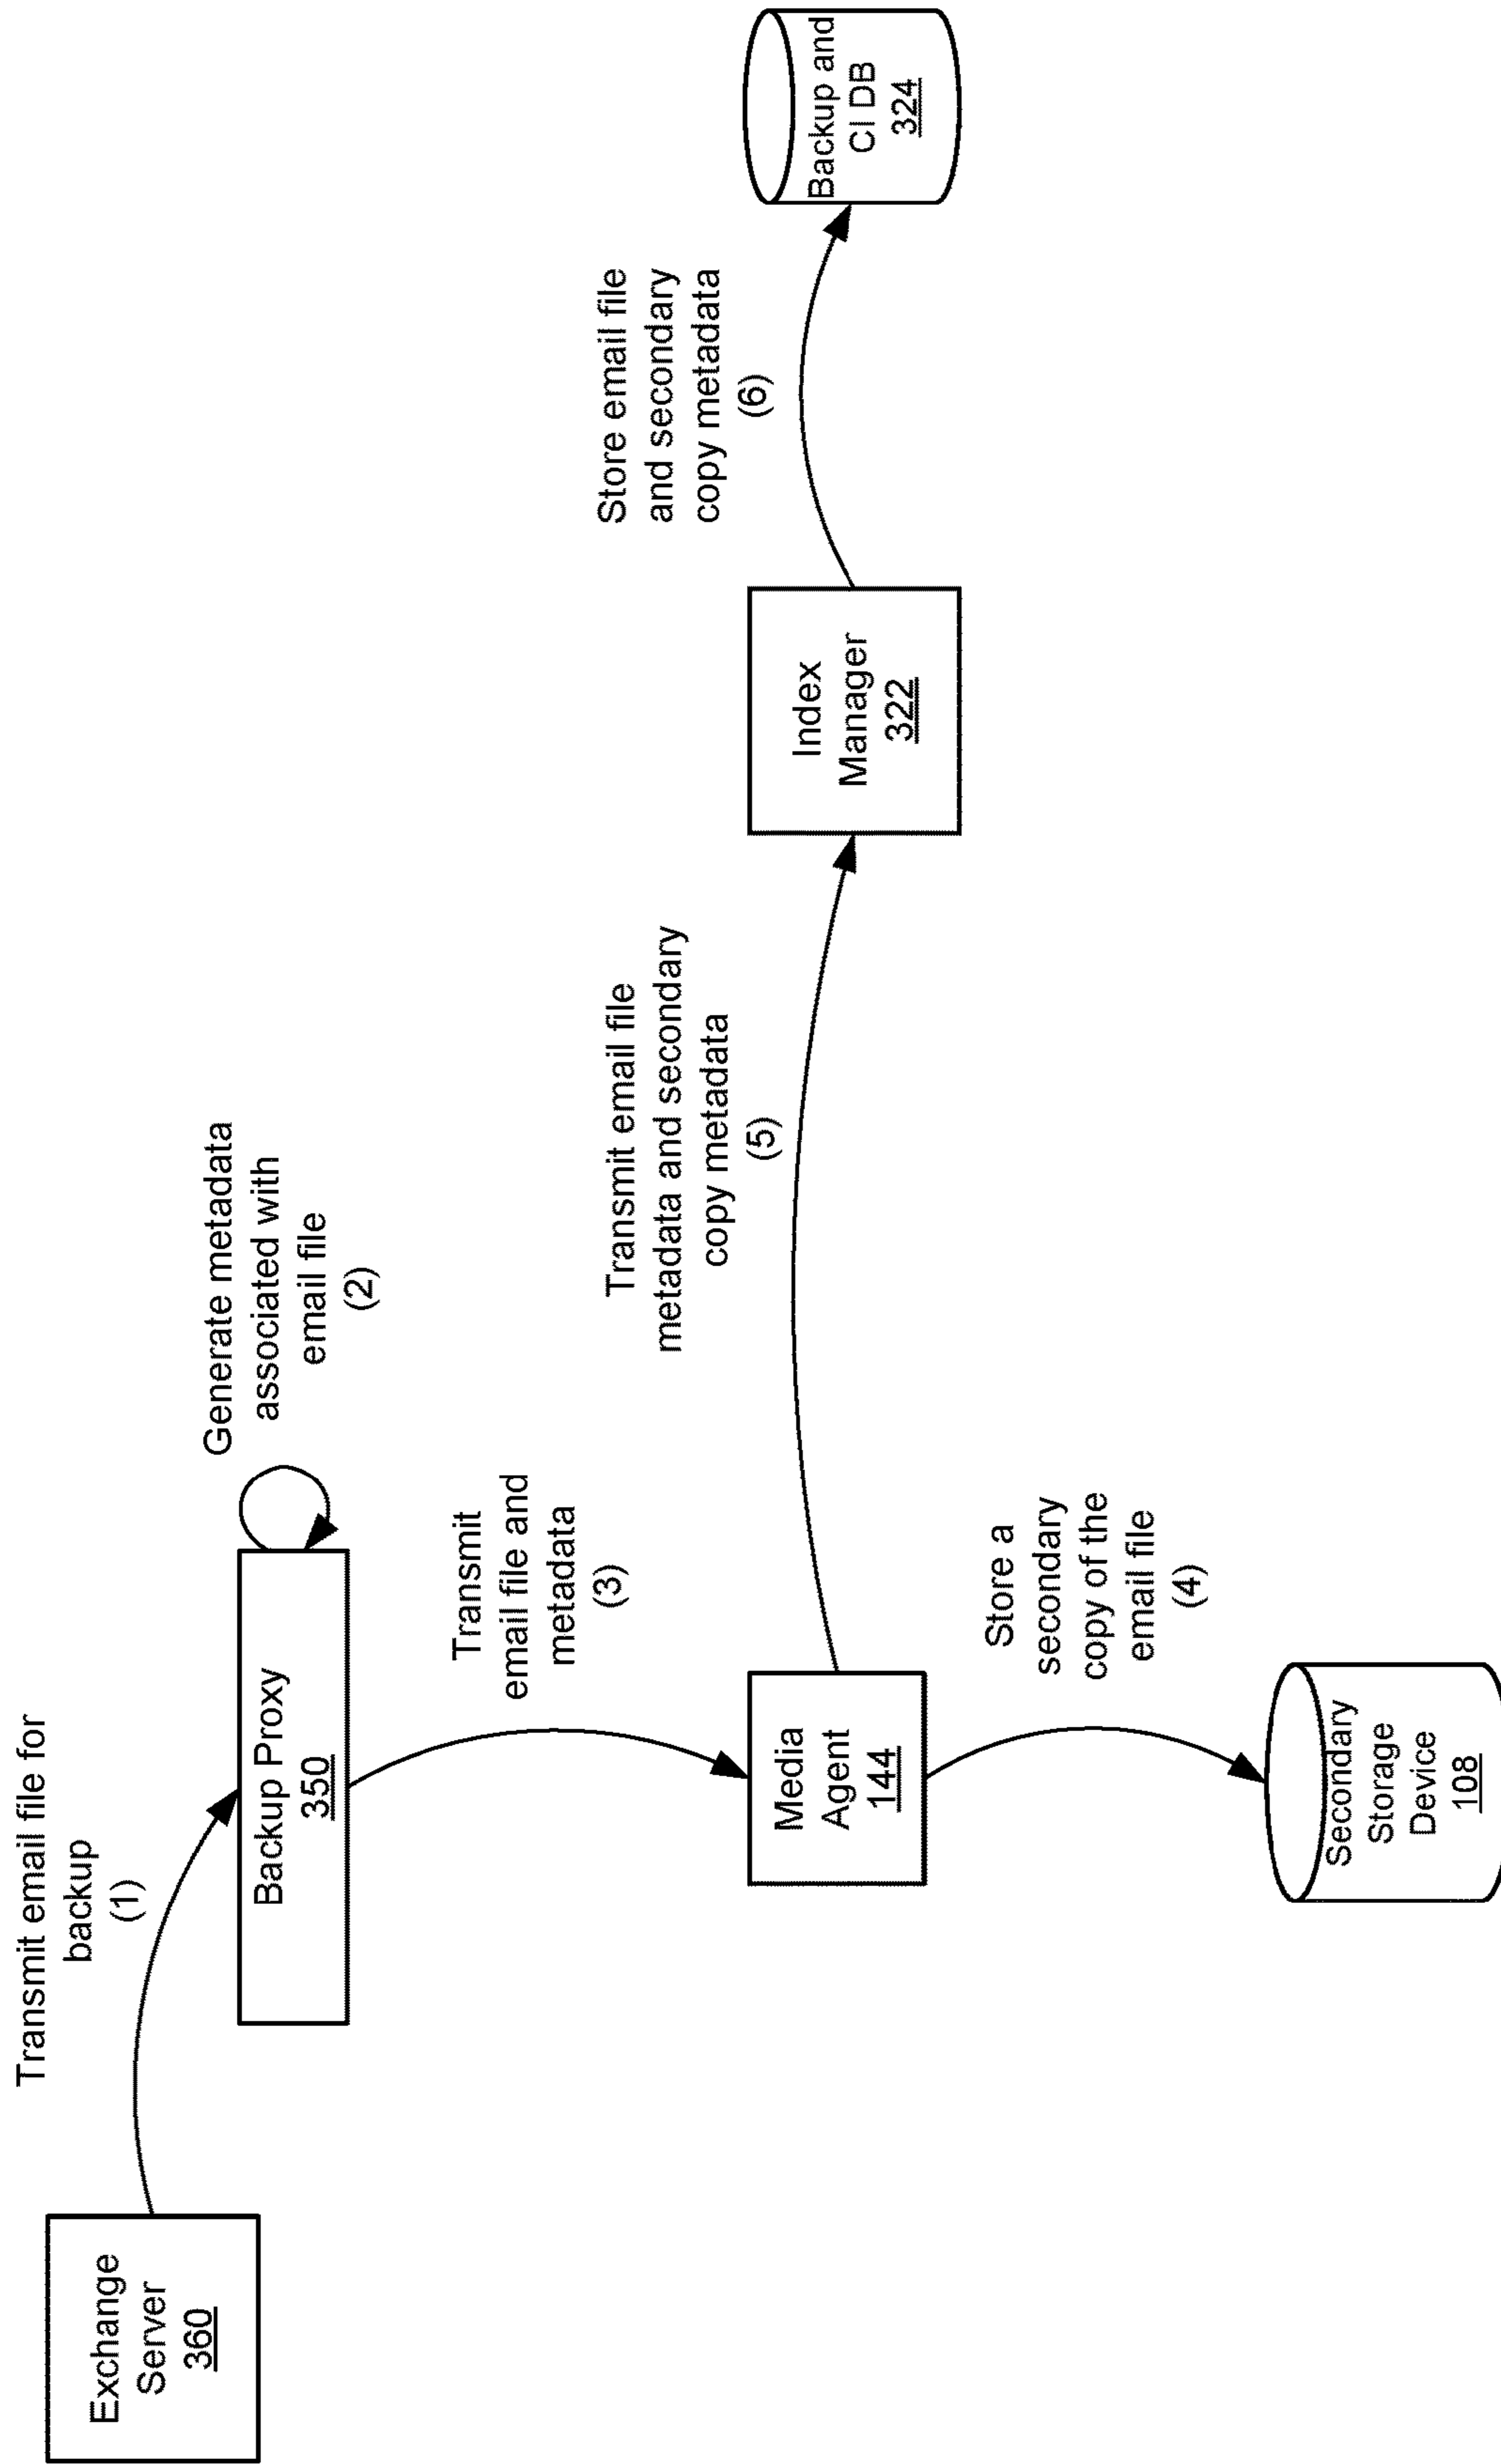 Transmit email file for
backup
(1)
Exchange
Server
360
Generate metadata
associated with
email file
(2)
Backup Proxy
350
Transmit
email file and
metadata
(3)
Media
Agent
144
Store a
secondary
copy of the
email file
(4)
Secondary
Storage
Device
108
Transmit email file
metadata and secondary
copy metadata
(5)
Index
Manager
322
Store email file
and secondary
copy metadata
(6)
Backup and
CI DB
324